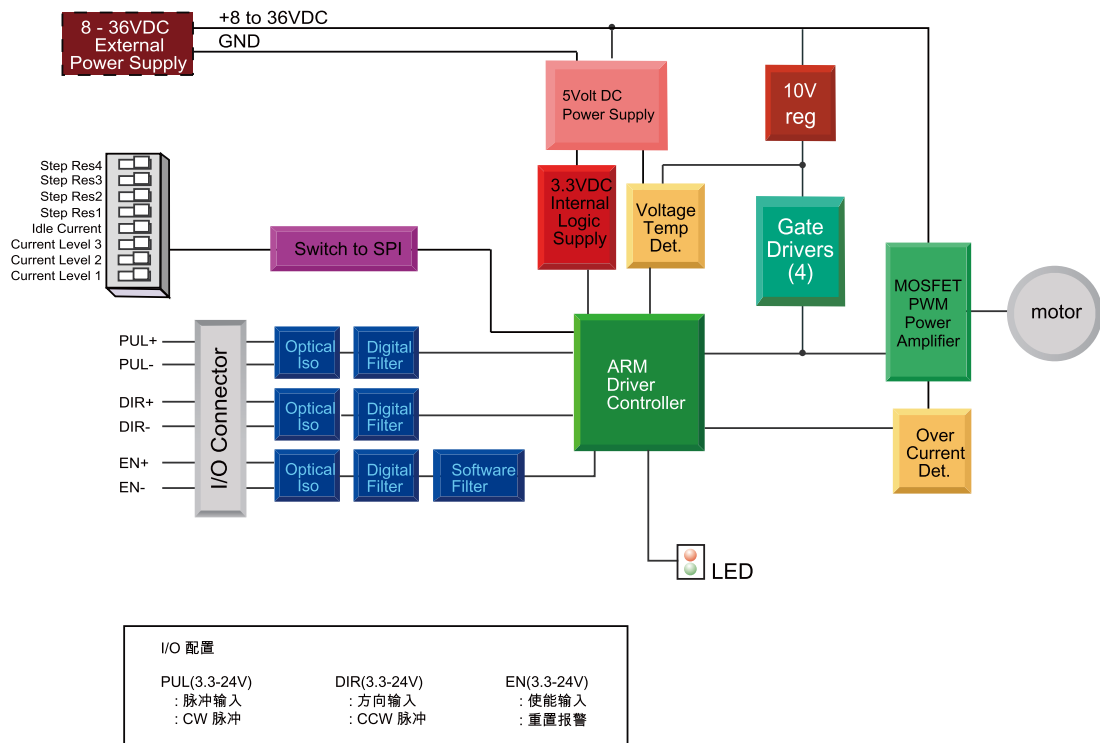 8 - 36VDC
External
Power Supply
+8 to 36VDC
GND
5Volt DC
Power Supply
10V
reg
3.3VDC
Internal
Logic
Supply
Voltage
Temp
Det.
Gate
Drivers
(4)
Step Res4
Step Res3
Step Res2
Step Res1
Idle Current
Current Level 3
Current Level 2
Current Level 1
Switch to SPI
MOSFET
PWM
Power
Amplifier
motor
PUL+
PUL-
DIR+
DIR-
EN+
EN-
I/O Connector
Optical
Iso
Digital
Filter
Optical
Iso
Digital
Filter
Optical
Iso
Digital
Filter
Software
Filter
ARM
Driver
Controller
Over
Current
Det.
LED
I/O 配置
PUL(3.3-24V)
: 脉冲输入
: CW 脉冲
DIR(3.3-24V)
: 方向输入
: CCW 脉冲
EN(3.3-24V)
: 使能输入
: 重置报警